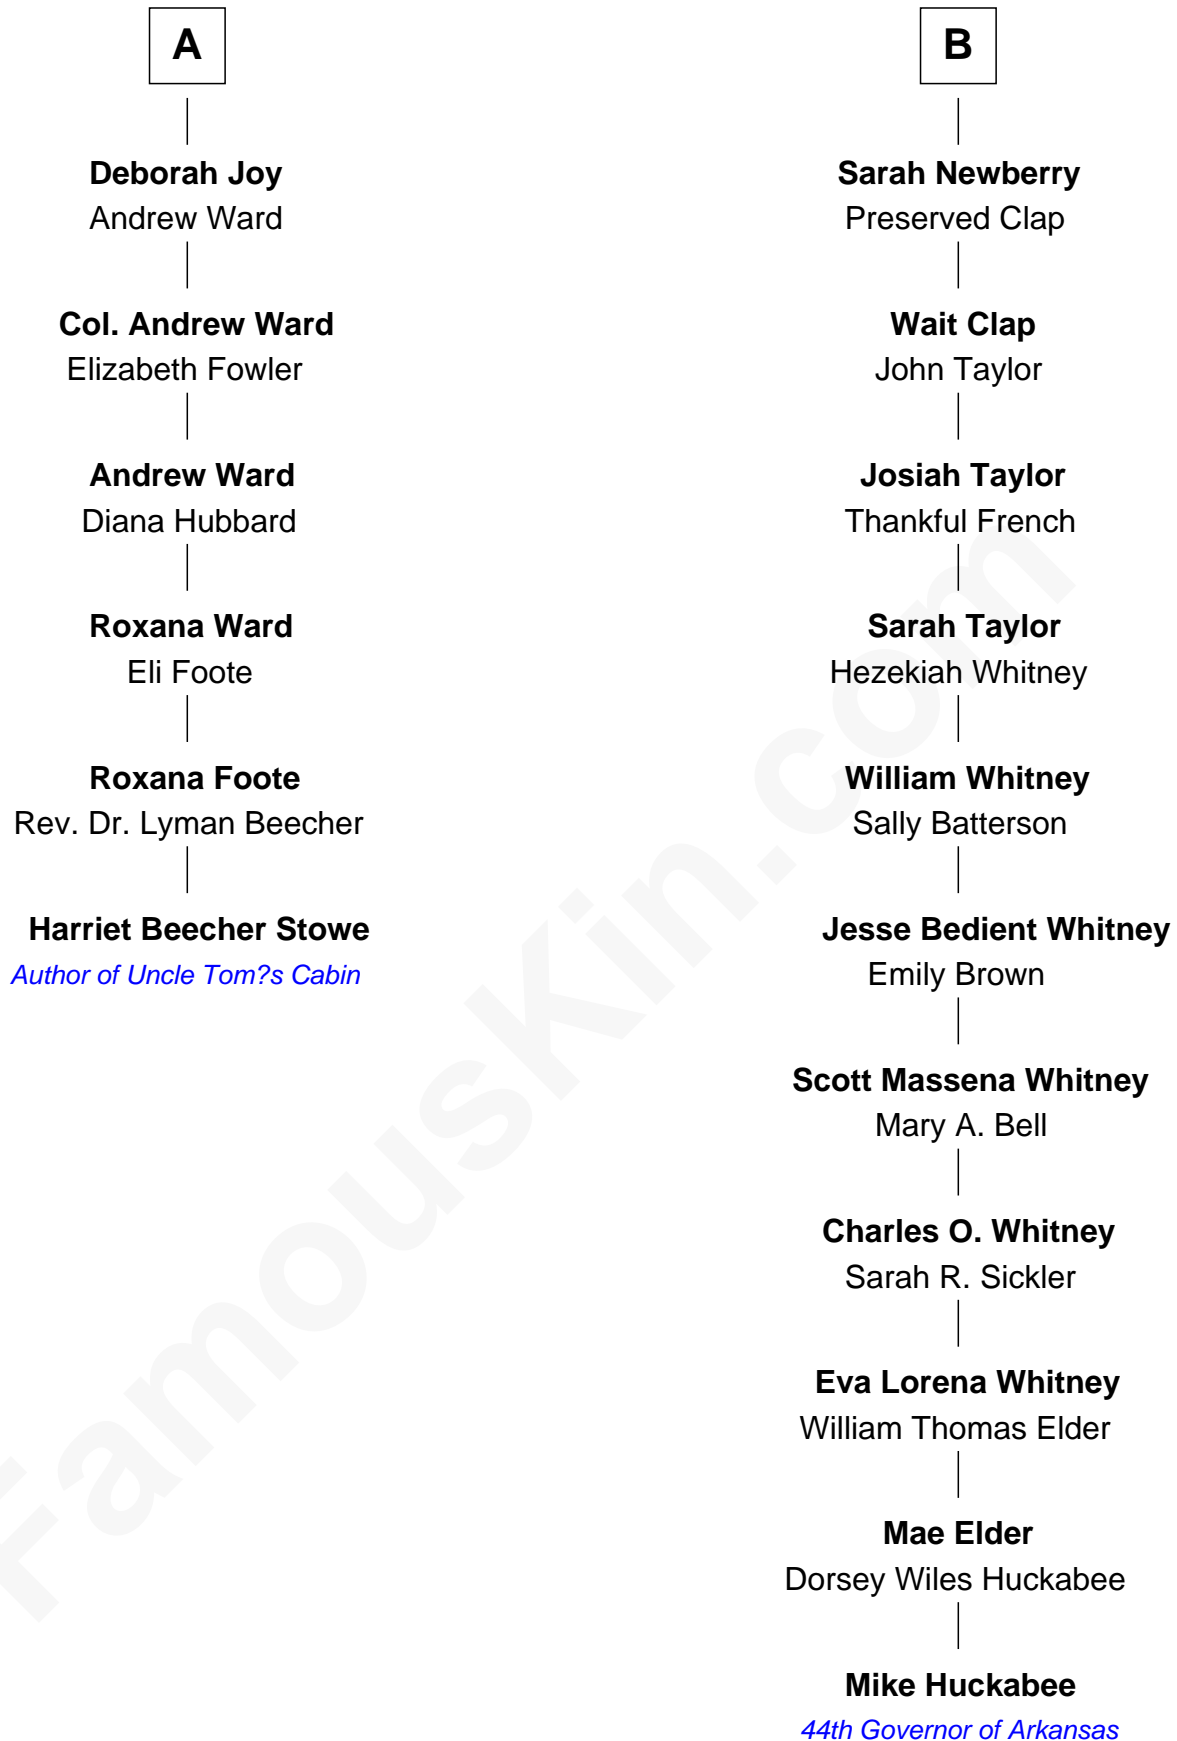 A
Deborah Joy
Andrew Ward
Col. Andrew Ward
Elizabeth Fowler
Andrew Ward
Diana Hubbard
Roxana Ward
Eli Foote
Roxana Foote
Rev. Dr. Lyman Beecher
Harriet Beecher Stowe
Author of Uncle Tom?s Cabin
B
Sarah Newberry
Preserved Clap
Wait Clap
John Taylor
Josiah Taylor
Thankful French
Sarah Taylor
Hezekiah Whitney
William Whitney
Sally Batterson
Jesse Bedient Whitney
Emily Brown
Scott Massena Whitney
Mary A. Bell
Charles O. Whitney
Sarah R. Sickler
Eva Lorena Whitney
William Thomas Elder
Mae Elder
Dorsey Wiles Huckabee
Mike Huckabee
44th Governor of Arkansas
FamousKin.com